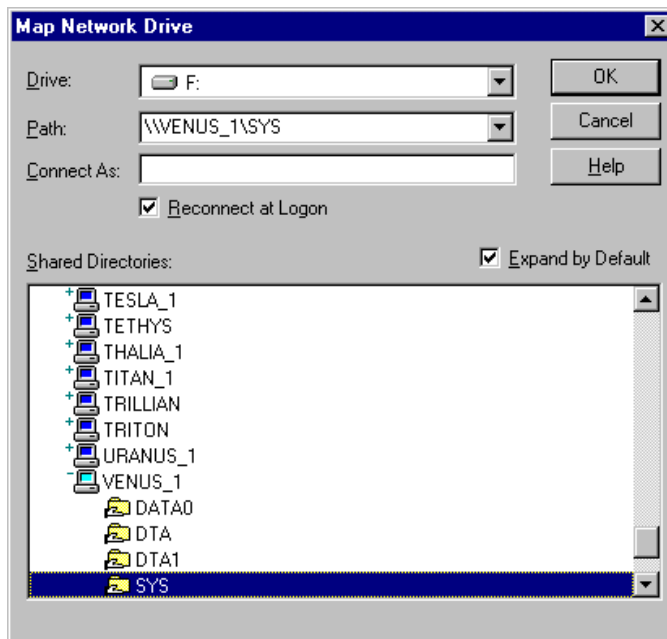 Map Network Drive
Drive: F: OK
Path: \\VENUS_1\SYS Cancel
Connect As: Help
Reconnect at Logon
Shared Directories: Expand by Default
TESLA_1
TETHYS
THALIA_1
TITAN_1
TRILLIAN
TRITON
URANUS_1
VENUS_1
DATA0
DTA
DTA1
SYS